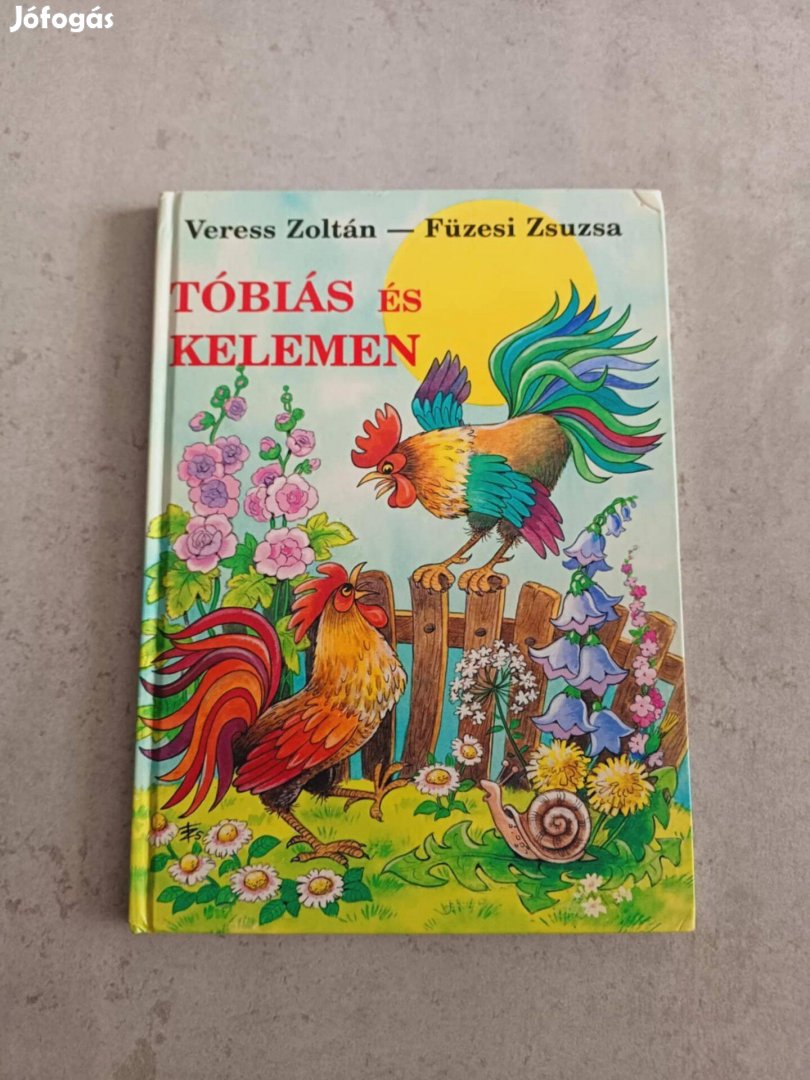 Jófogás
Veress Zoltán — Füzesi Zsuzsa
TÓBIÁS ÉS
KELEMEN